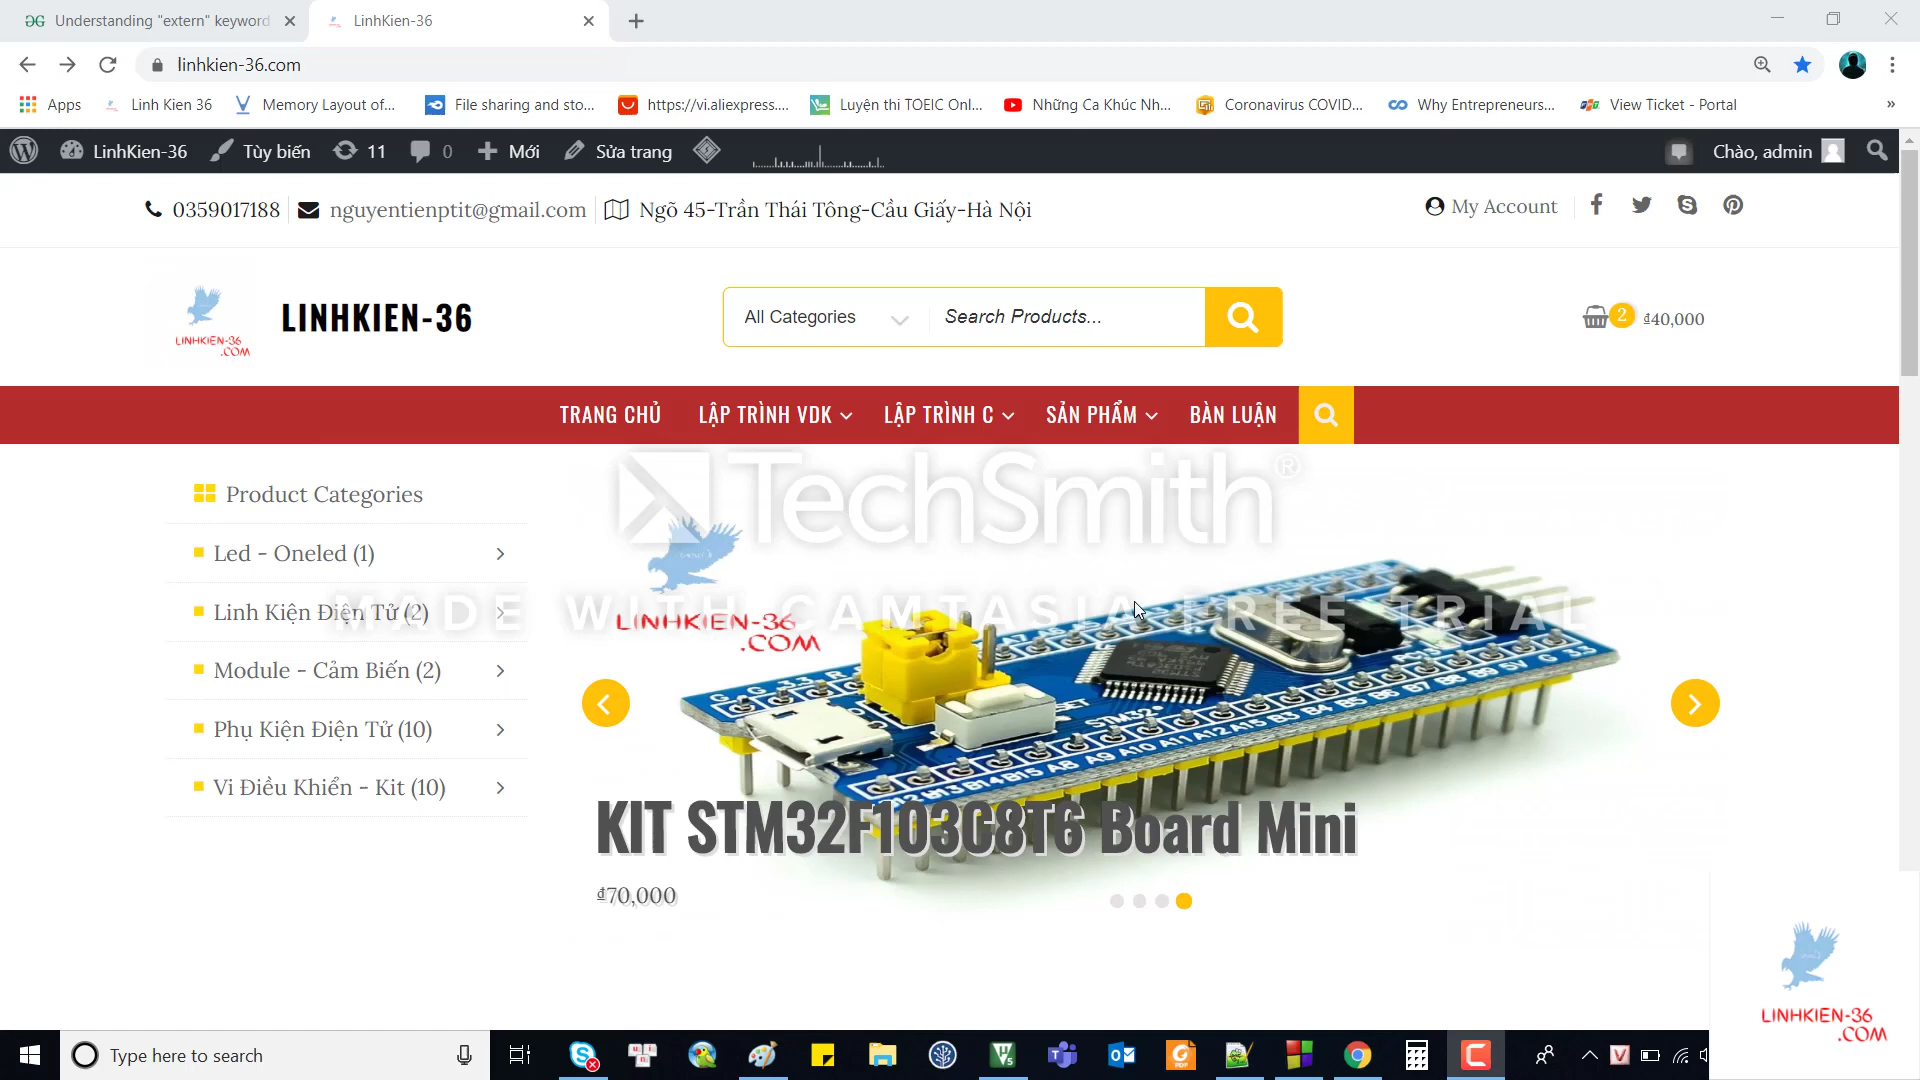 Understanding "extern" keyword
LinhKien-36
linhkien-36.com
Apps
Linh Kien 36
Memory Layout of...
File sharing and sto...
https://vi.aliexpress....
Luyện thi TOEIC Onl...
Những Ca Khúc Nh...
Coronavirus COVID...
Why Entrepreneurs...
View Ticket - Portal
»
LinhKien-36
Tùy biến
11
0
Mới
Sửa trang
Chào, admin
0359017188
nguyentienptit@gmail.com
Ngõ 45-Trần Thái Tông-Cầu Giấy-Hà Nội
My Account
LINHKIEN-36
.COM
LINHKIEN-36
All Categories
Search Products...
2
₫40,000
TRANG CHỦ
LẬP TRÌNH VDK
LẬP TRÌNH C
SẢN PHẨM
BÀN LUẬN
Product Categories
Led - Oneled (1)
Linh Kiện Điện Tử (2)
Module - Cảm Biến (2)
Phụ Kiện Điện Tử (10)
Vi Điều Khiển - Kit (10)
TechSmith®
MADE WITH CAMTASIA FREE TRIAL
LINHKIEN-36
.COM
KIT STM32F103C8T6 Board Mini
₫70,000
LINHKIEN-36
.COM
Type here to search